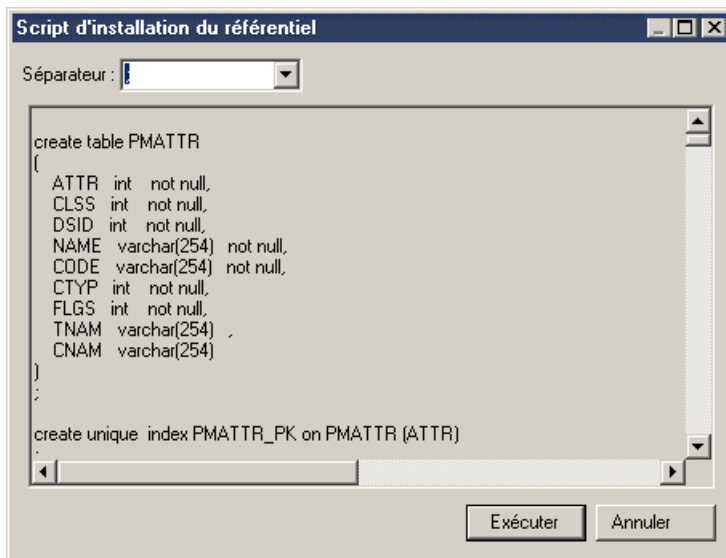 Script d'installation du référentiel
Séparateur : ;
create table PMATTR
(
ATTR int not null,
CLSS int not null,
DSID int not null,
NAME varchar(254) not null,
CODE varchar(254) not null,
CTYP int not null,
FLGS int not null,
TNAM varchar(254) ,
CNAM varchar(254)
)
;
create unique index PMATTR_PK on PMATTR (ATTR)
Exécuter Annuler